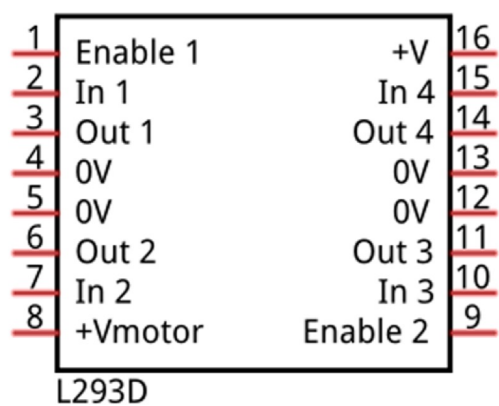 1 Enable 1 +V 16
2 In 1 In 4 15
3 Out 1 Out 4 14
4 0V 0V 13
5 0V 0V 12
6 Out 2 Out 3 11
7 In 2 In 3 10
8 +Vmotor Enable 2 9
L293D